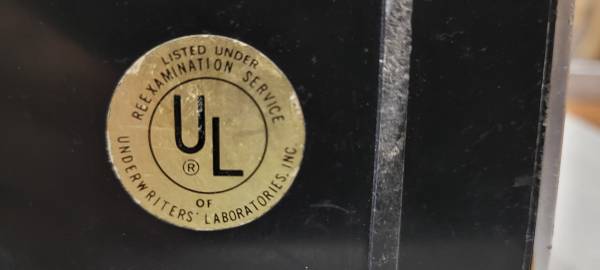 LISTED UNDER
REEXAMINATION SERVICE
UL
®
OF
UNDERWRITERS' LABORATORIES, INC.